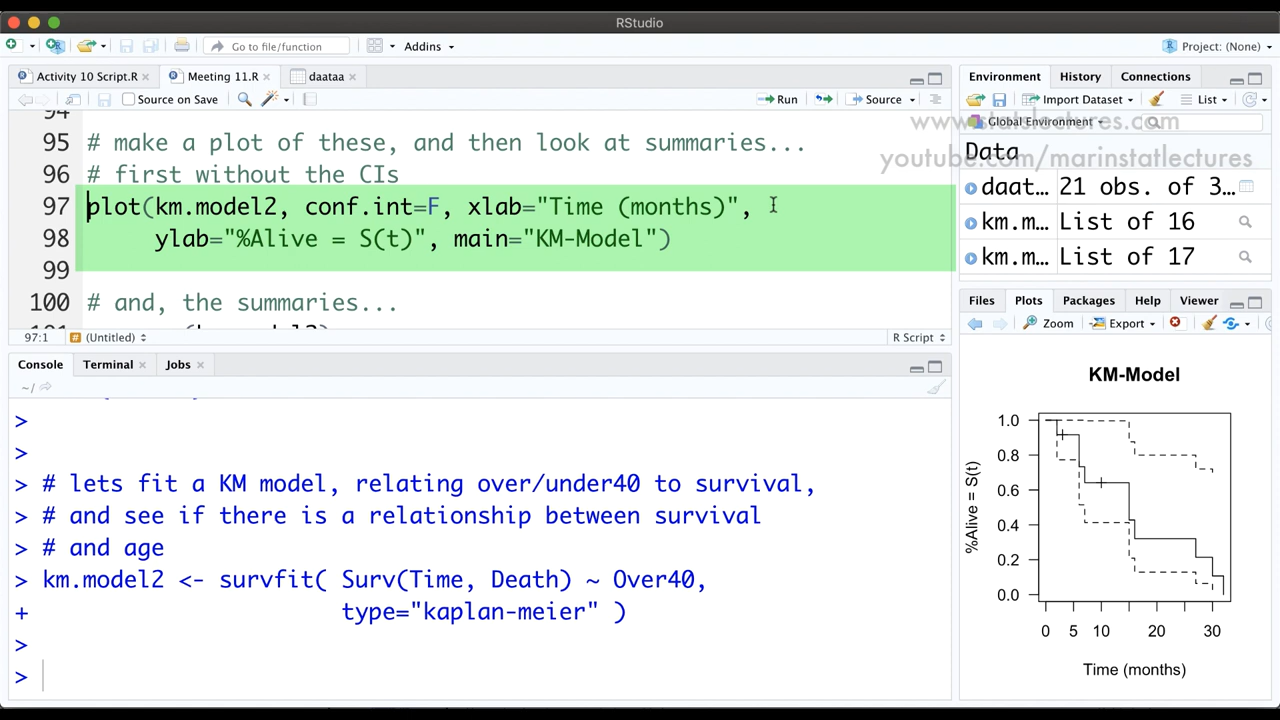 RStudio
Go to file/function
Addins
Project: (None)
Activity 10 Script.R
Meeting 11.R
daataa
Source on Save
Run
Source
94
95 # make a plot of these, and then look at summaries...
96 # first without the CIs
97 plot(km.model2, conf.int=F, xlab="Time (months)",
98 ylab="%Alive = S(t)", main="KM-Model")
99
100 # and, the summaries...
97:1
(Untitled)
R Script
Console
Terminal
Jobs
~/
>
>
> # lets fit a KM model, relating over/under40 to survival,
> # and see if there is a relationship between survival
> # and age
> km.model2 <- survfit( Surv(Time, Death) ~ Over40,
+ type="kaplan-meier" )
>
>
Environment
History
Connections
Import Dataset
List
Global Environment
www.statslectures.com
Data
youtube.com/marinstatlectures
daat… 21 obs. of 3…
km.m… List of 16
km.m… List of 17
Files
Plots
Packages
Help
Viewer
Zoom
Export
KM-Model
%Alive = S(t)
1.0
0.8
0.6
0.4
0.2
0.0
0 5 10 20 30
Time (months)